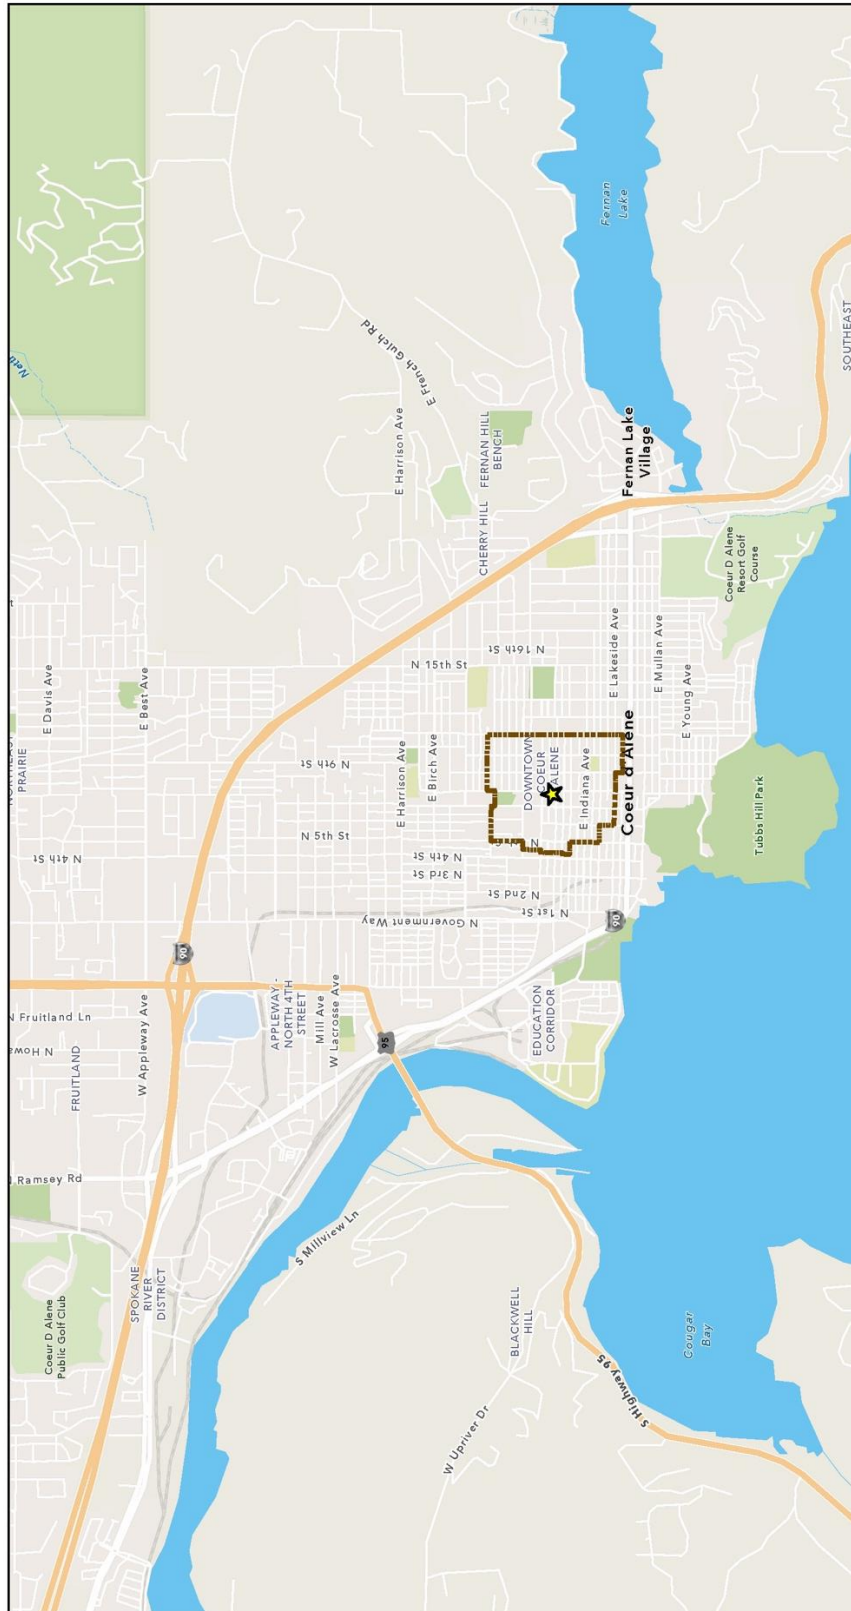 N Ramsey Rd
N Howa
N Fruitland Ln
PRAIRIE
t
Neth
Coeur D Alene
Public Golf Club
FRUITLAND
N 4th St
E Davis Ave
SPOKANE
RIVER
DISTRICT
W Appleway Ave
E Best Ave
90
APPLEWAY -
NORTH 4TH
STREET
Mill Ave
W Lacrosse Ave
N 5th St
N 9th St
S Millview Ln
95
N Government Way
E Harrison Ave
E Birch Ave
N 15th St
E Harrison Ave
E French Gulch Rd
N 3rd St
N 4th St
W Upriver Dr
CHERRY HILL
FERNAN HILL
BENCH
BLACKWELL
HILL
EDUCATION
CORRIDOR
N 2nd St
N 1st St
N 16th St
DOWNTOWN
COEUR
D ALENE
E Indiana Ave
90
S Highway 95
Coeur d'Alene
E Lakeside Ave
Fernan Lake
Village
Fernan
Lake
E Mullan Ave
E Young Ave
Cougar
Bay
Tubbs Hill Park
Coeur D Alene
Resort Golf
Course
SOUTHEAST